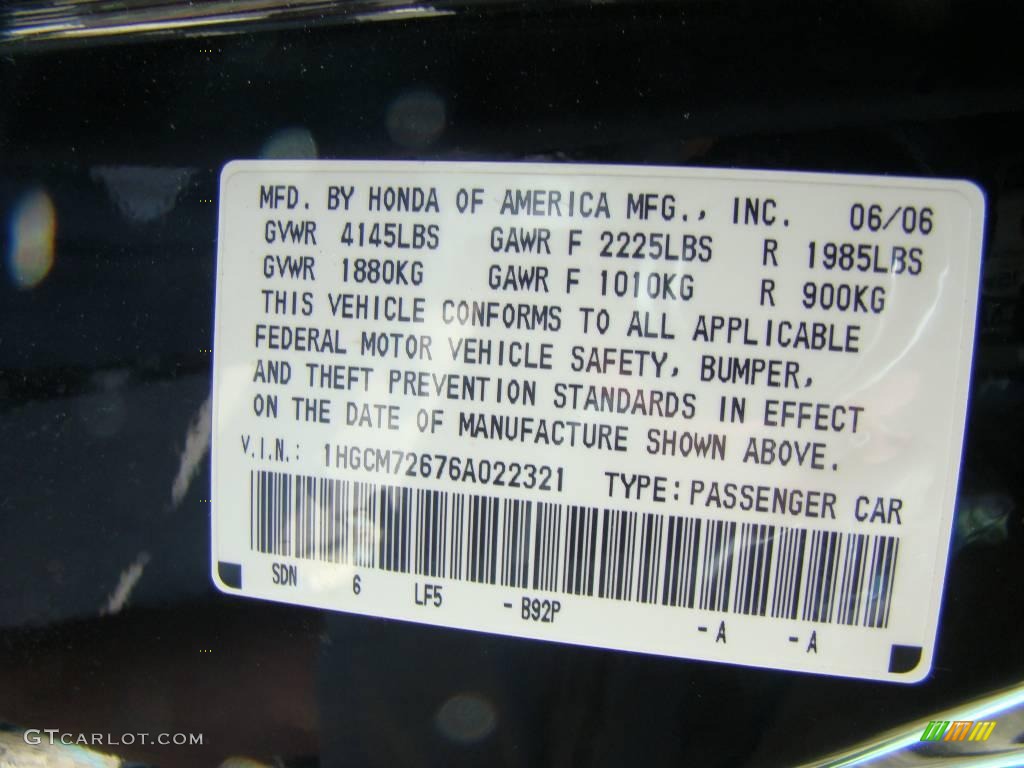 MFD. BY HONDA OF AMERICA MFG., INC. 06/06
GVWR 4145LBS GAWR F 2225LBS R 1985LBS
GVWR 1880KG GAWR F 1010KG R 900KG
THIS VEHICLE CONFORMS TO ALL APPLICABLE
FEDERAL MOTOR VEHICLE SAFETY, BUMPER,
AND THEFT PREVENTION STANDARDS IN EFFECT
ON THE DATE OF MANUFACTURE SHOWN ABOVE.
V.I.N.: 1HGCM72676A022321 TYPE: PASSENGER CAR
SDN 6 LF5 -B92P -A -A
GTCARLOT.COM